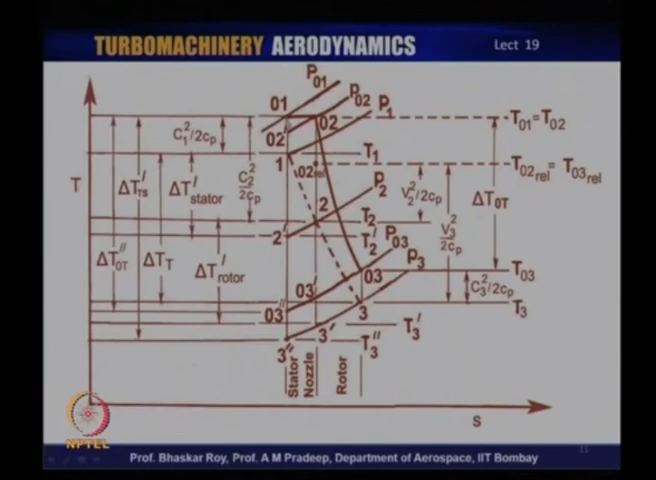 TURBOMACHINERY AERODYNAMICS
Lect 19
P01
P02
P1
01
02
02'
T01=T02
C1²/2cp
T1
1
02rel
T02rel= T03rel
T
ΔT'TS
ΔT'stator
C2²/2cp
P2
V2²/2cp
ΔT0T
2
T2
V3²/2cp
2'
T2'
P03
ΔT''0T
ΔTT
ΔT'rotor
P3
03
T03
03'
C3²/2cp
03''
3
T3
3'
T3'
3''
T3''
Stator
Nozzle
Rotor
S
NPTEL
11
Prof. Bhaskar Roy, Prof. A M Pradeep, Department of Aerospace, IIT Bombay